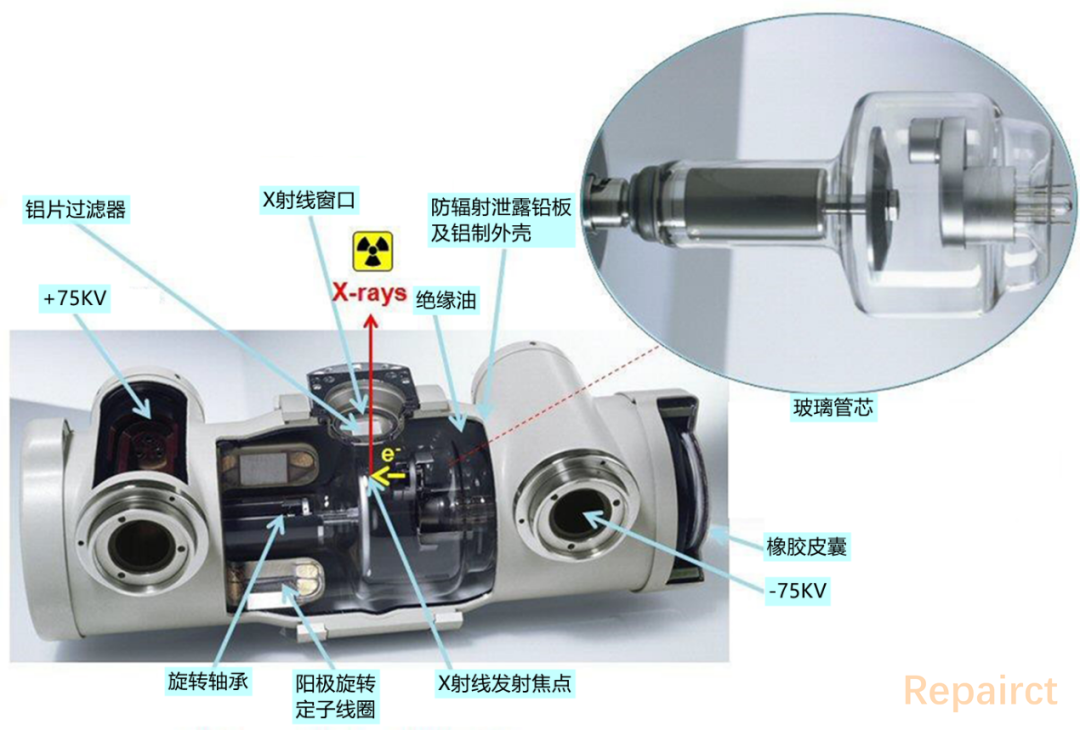 铝片过滤器
X射线窗口
防辐射泄露铅板
及铝制外壳
+75KV
X-rays
绝缘油
玻璃管芯
e-
橡胶皮囊
-75KV
旋转轴承
阳极旋转
定子线圈
X射线发射焦点
Repairct